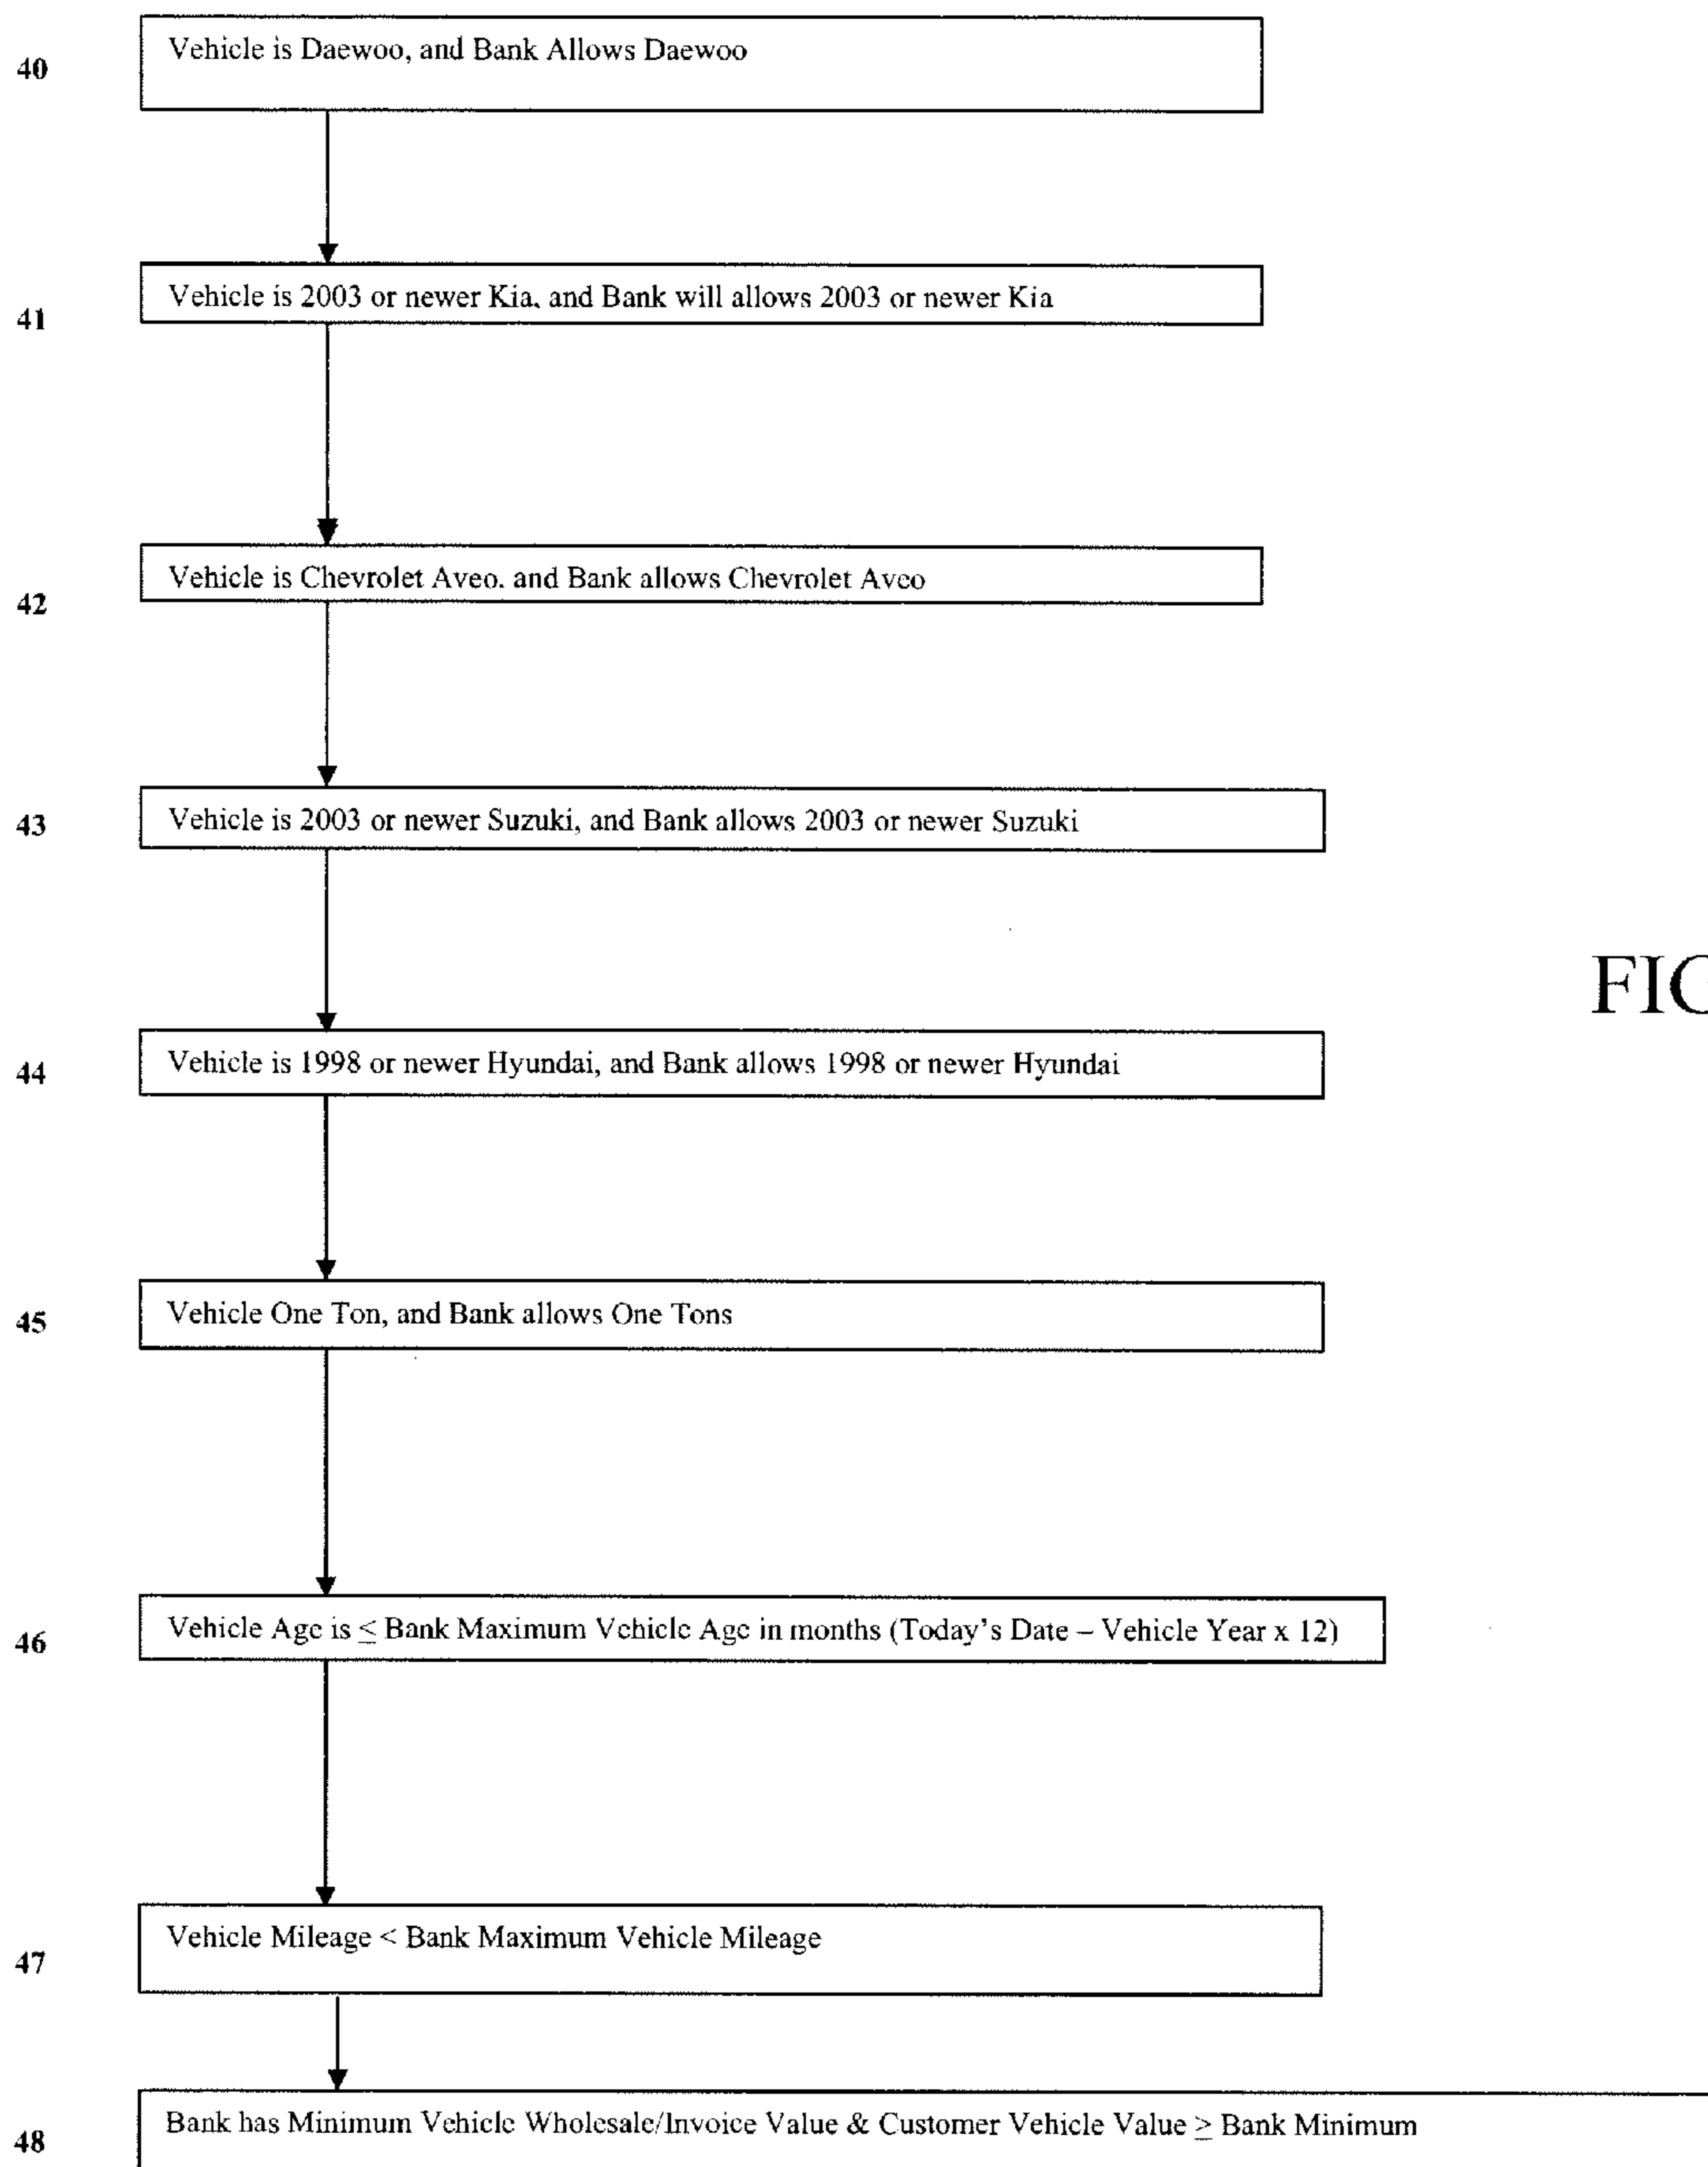 40
Vehicle is Daewoo, and Bank Allows Daewoo
41
Vehicle is 2003 or newer Kia, and Bank will allows 2003 or newer Kia
42
Vehicle is Chevrolet Aveo. and Bank allows Chevrolet Aveo
43
Vehicle is 2003 or newer Suzuki, and Bank allows 2003 or newer Suzuki
FIG
44
Vehicle is 1998 or newer Hyundai, and Bank allows 1998 or newer Hyundai
45
Vehicle One Ton, and Bank allows One Tons
46
Vehicle Age is ≤ Bank Maximum Vehicle Age in months (Today's Date – Vehicle Year x 12)
47
Vehicle Mileage < Bank Maximum Vehicle Mileage
48
Bank has Minimum Vehicle Wholesale/Invoice Value & Customer Vehicle Value ≥ Bank Minimum